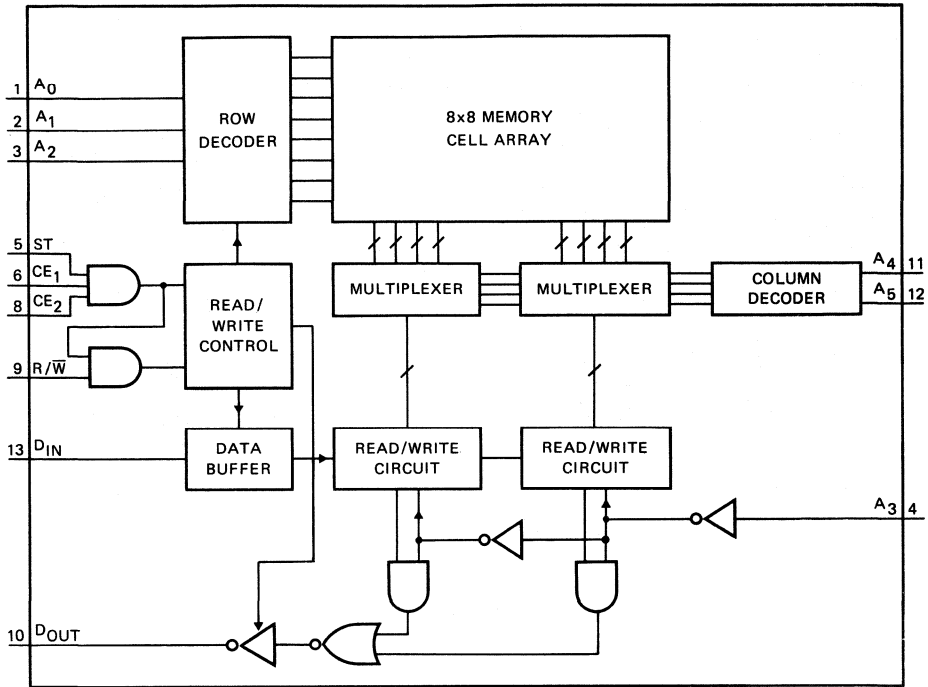 1 A0
2 A1
3 A2
ROW
DECODER
8x8 MEMORY
CELL ARRAY
5 ST
6 CE1
8 CE2
9 R/W̅
READ/
WRITE
CONTROL
MULTIPLEXER
MULTIPLEXER
COLUMN
DECODER
A4 11
A5 12
13 DIN
DATA
BUFFER
READ/WRITE
CIRCUIT
READ/WRITE
CIRCUIT
A3 4
10 DOUT